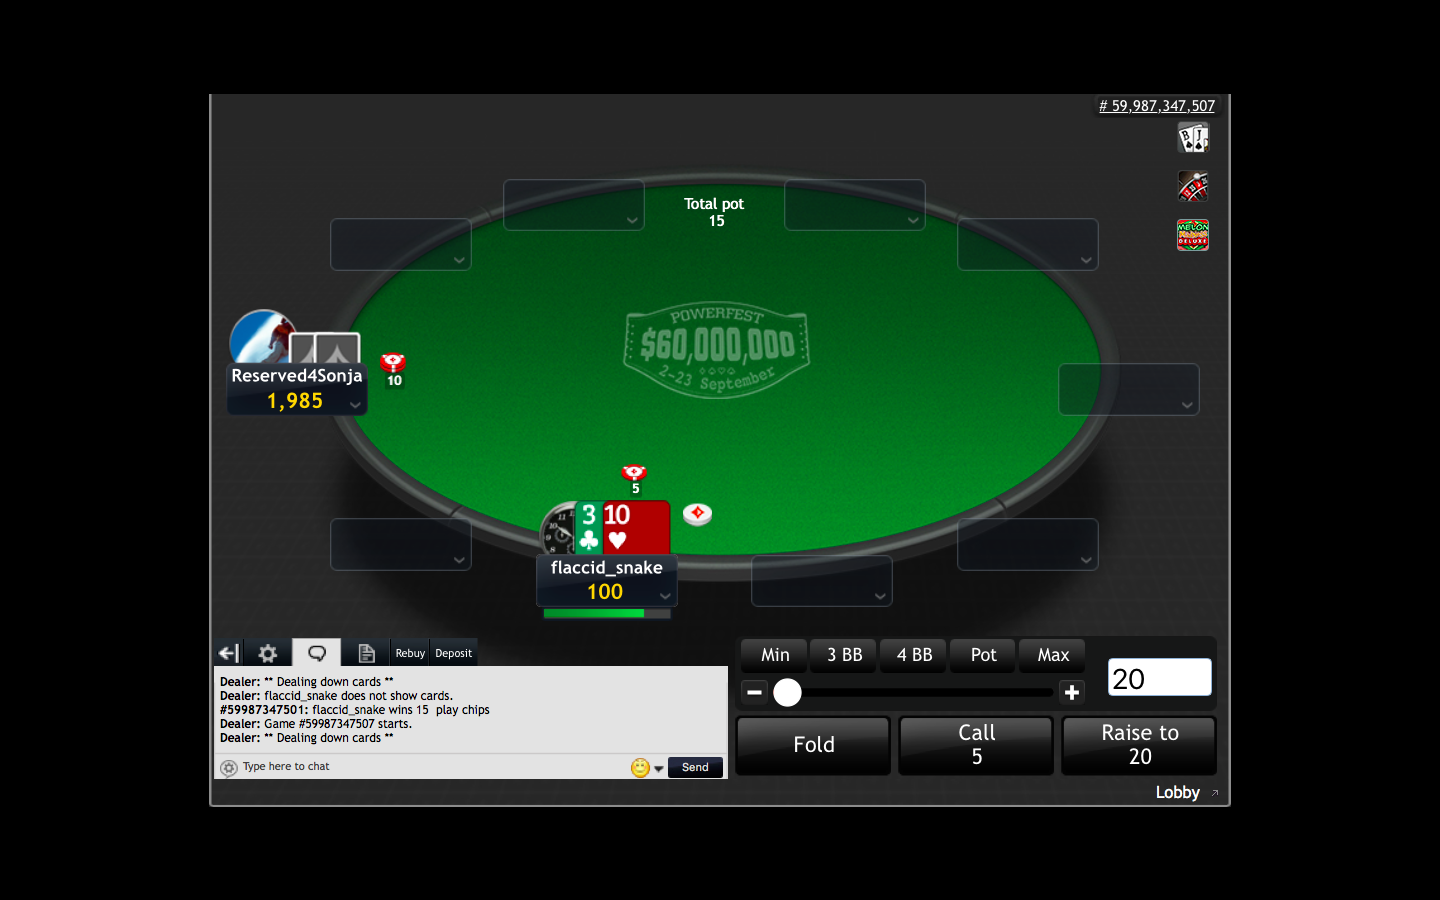 # 59,987,347,507
Total pot
15
POWERFEST
$60,000,000
2-23 September
Reserved4Sonja
1,985
10
5
3 10
flaccid_snake
100
MELON
DELUXE
Rebuy Deposit
Dealer: ** Dealing down cards **
Dealer: flaccid_snake does not show cards.
#59987347501: flaccid_snake wins 15 play chips
Dealer: Game #59987347507 starts.
Dealer: ** Dealing down cards **
Type here to chat
Send
Min 3 BB 4 BB Pot Max
20
Fold
Call
5
Raise to
20
Lobby